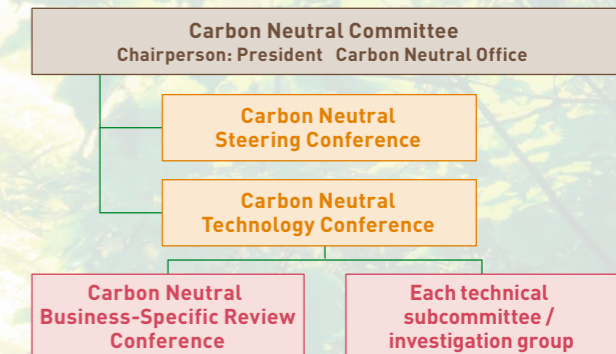 Carbon Neutral Committee
Chairperson: President Carbon Neutral Office
Carbon Neutral
Steering Conference
Carbon Neutral
Technology Conference
Carbon Neutral
Business-Specific Review
Conference
Each technical
subcommittee /
investigation group